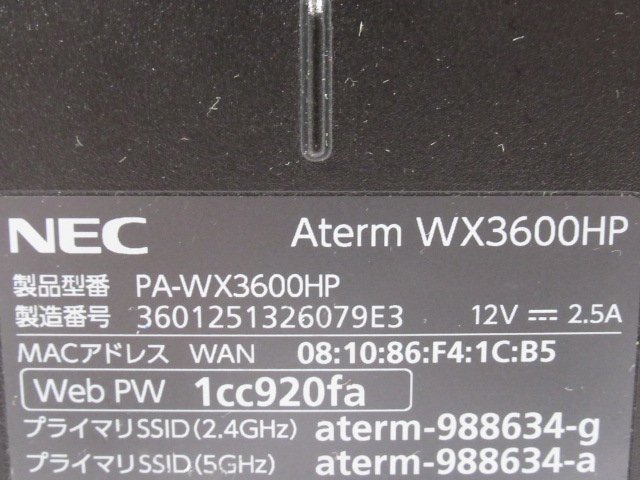 NEC Aterm WX3600HP
製品型番 PA-WX3600HP
製造番号 3601251326079E3 12V ⎓ 2.5A
MACアドレス WAN 08:10:86:F4:1C:B5
Web PW 1cc920fa
プライマリSSID(2.4GHz) aterm-988634-g
プライマリSSID(5GHz) aterm-988634-a